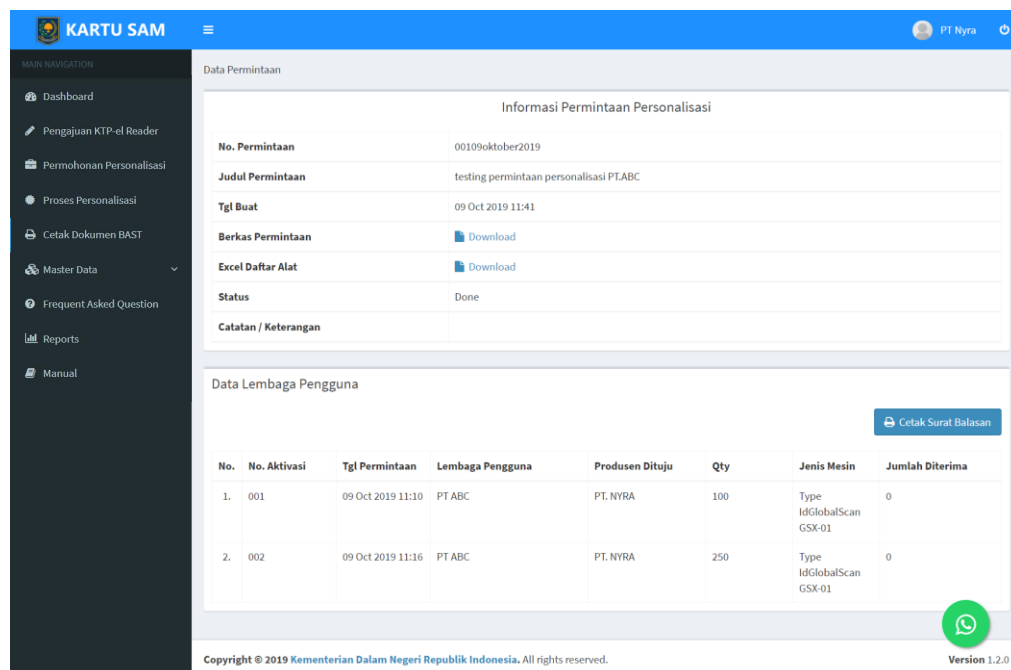 KARTU SAM
PT Nyra
MAIN NAVIGATION
Dashboard
Pengajuan KTP-el Reader
Permohonan Personalisasi
Proses Personalisasi
Cetak Dokumen BAST
Master Data
Frequent Asked Question
Reports
Manual
Data Permintaan
Informasi Permintaan Personalisasi
No. Permintaan 00109oktober2019
Judul Permintaan testing permintaan personalisasi PT.ABC
Tgl Buat 09 Oct 2019 11:41
Berkas Permintaan Download
Excel Daftar Alat Download
Status Done
Catatan / Keterangan
Data Lembaga Pengguna
Cetak Surat Balasan
No. No. Aktivasi Tgl Permintaan Lembaga Pengguna Produsen Dituju Qty Jenis Mesin Jumlah Diterima
1. 001 09 Oct 2019 11:10 PT ABC PT. NYRA 100 Type 0
IdGlobalScan
GSX-01
2. 002 09 Oct 2019 11:16 PT ABC PT. NYRA 250 Type 0
IdGlobalScan
GSX-01
Copyright © 2019 Kementerian Dalam Negeri Republik Indonesia. All rights reserved. Version 1.2.0